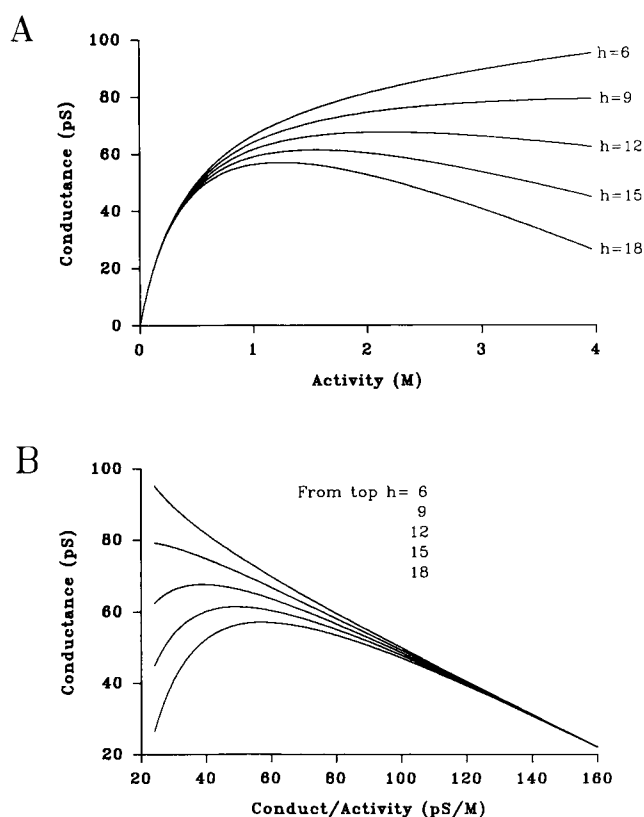 A
100
80
60
40
20
0
Conductance (pS)
h=6
h=9
h=12
h=15
h=18
0 1 2 3 4
Activity (M)
B
100
80
60
40
20
Conductance (pS)
From top h= 6
9
12
15
18
20 40 60 80 100 120 140 160
Conduct/Activity (pS/M)